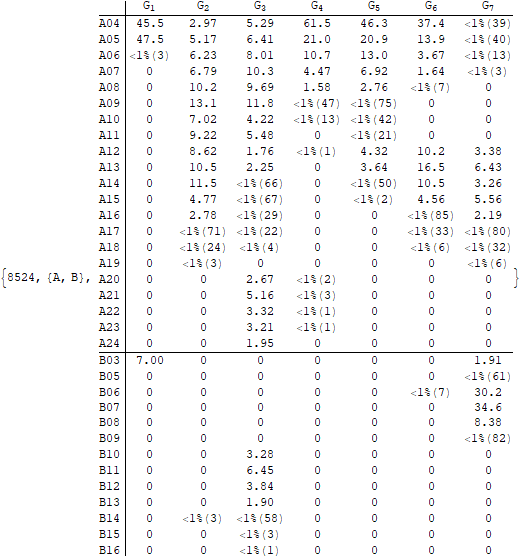 G1 G2 G3 G4 G5 G6 G7
A04 45.5 2.97 5.29 61.5 46.3 37.4 <1%(39)
A05 47.5 5.17 6.41 21.0 20.9 13.9 <1%(40)
A06 <1%(3) 6.23 8.01 10.7 13.0 3.67 <1%(13)
A07 0 6.79 10.3 4.47 6.92 1.64 <1%(3)
A08 0 10.2 9.69 1.58 2.76 <1%(7) 0
A09 0 13.1 11.8 <1%(47) <1%(75) 0 0
A10 0 7.02 4.22 <1%(13) <1%(42) 0 0
A11 0 9.22 5.48 0 <1%(21) 0 0
A12 0 8.62 1.76 <1%(1) 4.32 10.2 3.38
A13 0 10.5 2.25 0 3.64 16.5 6.43
A14 0 11.5 <1%(66) 0 <1%(50) 10.5 3.26
A15 0 4.77 <1%(67) 0 <1%(2) 4.56 5.56
A16 0 2.78 <1%(29) 0 0 <1%(85) 2.19
A17 0 <1%(71) <1%(22) 0 0 <1%(33) <1%(80)
A18 0 <1%(24) <1%(4) 0 0 <1%(6) <1%(32)
A19 0 <1%(3) 0 0 0 0 <1%(6)
{8524, {A, B}, A20 0 0 2.67 <1%(2) 0 0 0 }
A21 0 0 5.16 <1%(3) 0 0 0
A22 0 0 3.32 <1%(1) 0 0 0
A23 0 0 3.21 <1%(1) 0 0 0
A24 0 0 1.95 0 0 0 0
B03 7.00 0 0 0 0 0 1.91
B05 0 0 0 0 0 0 <1%(61)
B06 0 0 0 0 0 <1%(7) 30.2
B07 0 0 0 0 0 0 34.6
B08 0 0 0 0 0 0 8.38
B09 0 0 0 0 0 0 <1%(82)
B10 0 0 3.28 0 0 0 0
B11 0 0 6.45 0 0 0 0
B12 0 0 3.84 0 0 0 0
B13 0 0 1.90 0 0 0 0
B14 0 <1%(3) <1%(58) 0 0 0 0
B15 0 0 <1%(3) 0 0 0 0
B16 0 0 <1%(1) 0 0 0 0